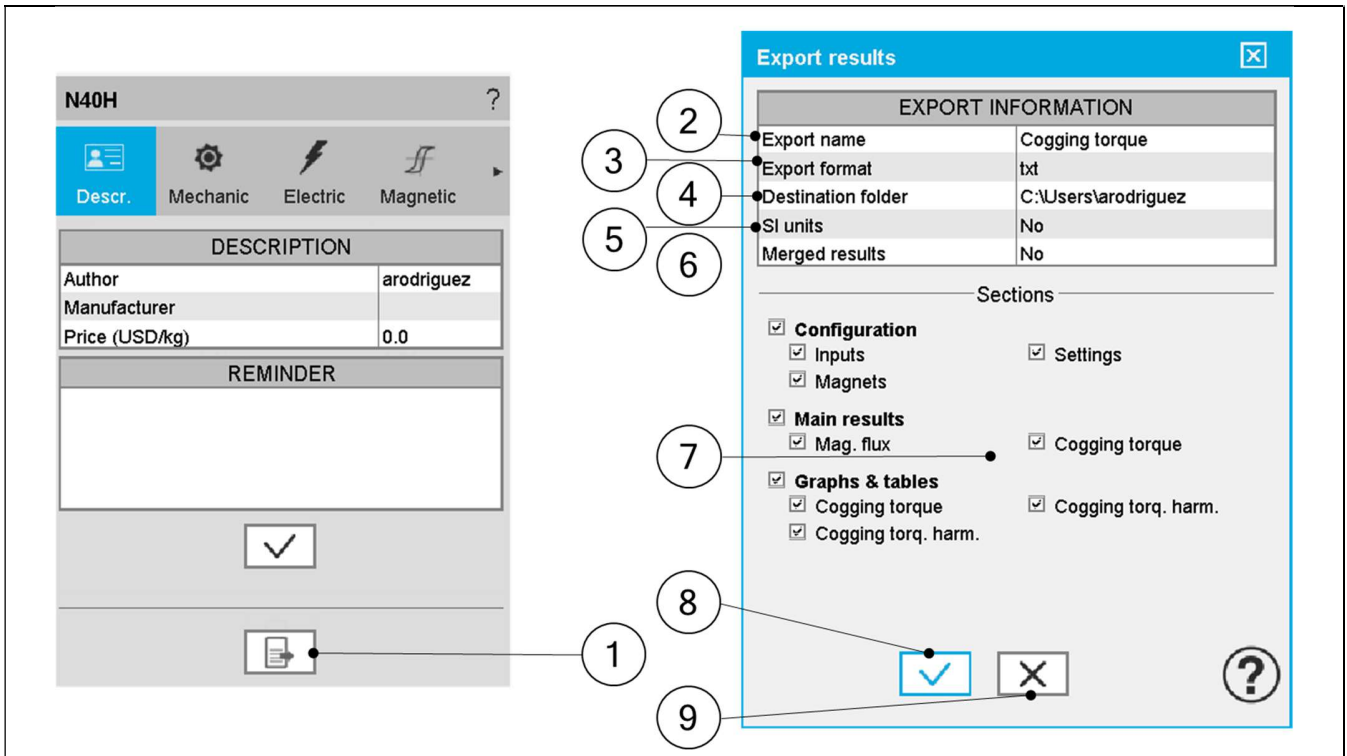 N40H ?
Descr. Mechanic Electric Magnetic
DESCRIPTION
Author arodriguez
Manufacturer
Price (USD/kg) 0.0
REMINDER
1
Export results
EXPORT INFORMATION
2
Export name Cogging torque
3
Export format txt
4
Destination folder C:\Users\arodriguez
5
SI units No
6
Merged results No
Sections
Configuration
Inputs Settings
Magnets
Main results
7
Mag. flux Cogging torque
Graphs & tables
Cogging torque Cogging torq. harm.
Cogging torq. harm.
8
9
?